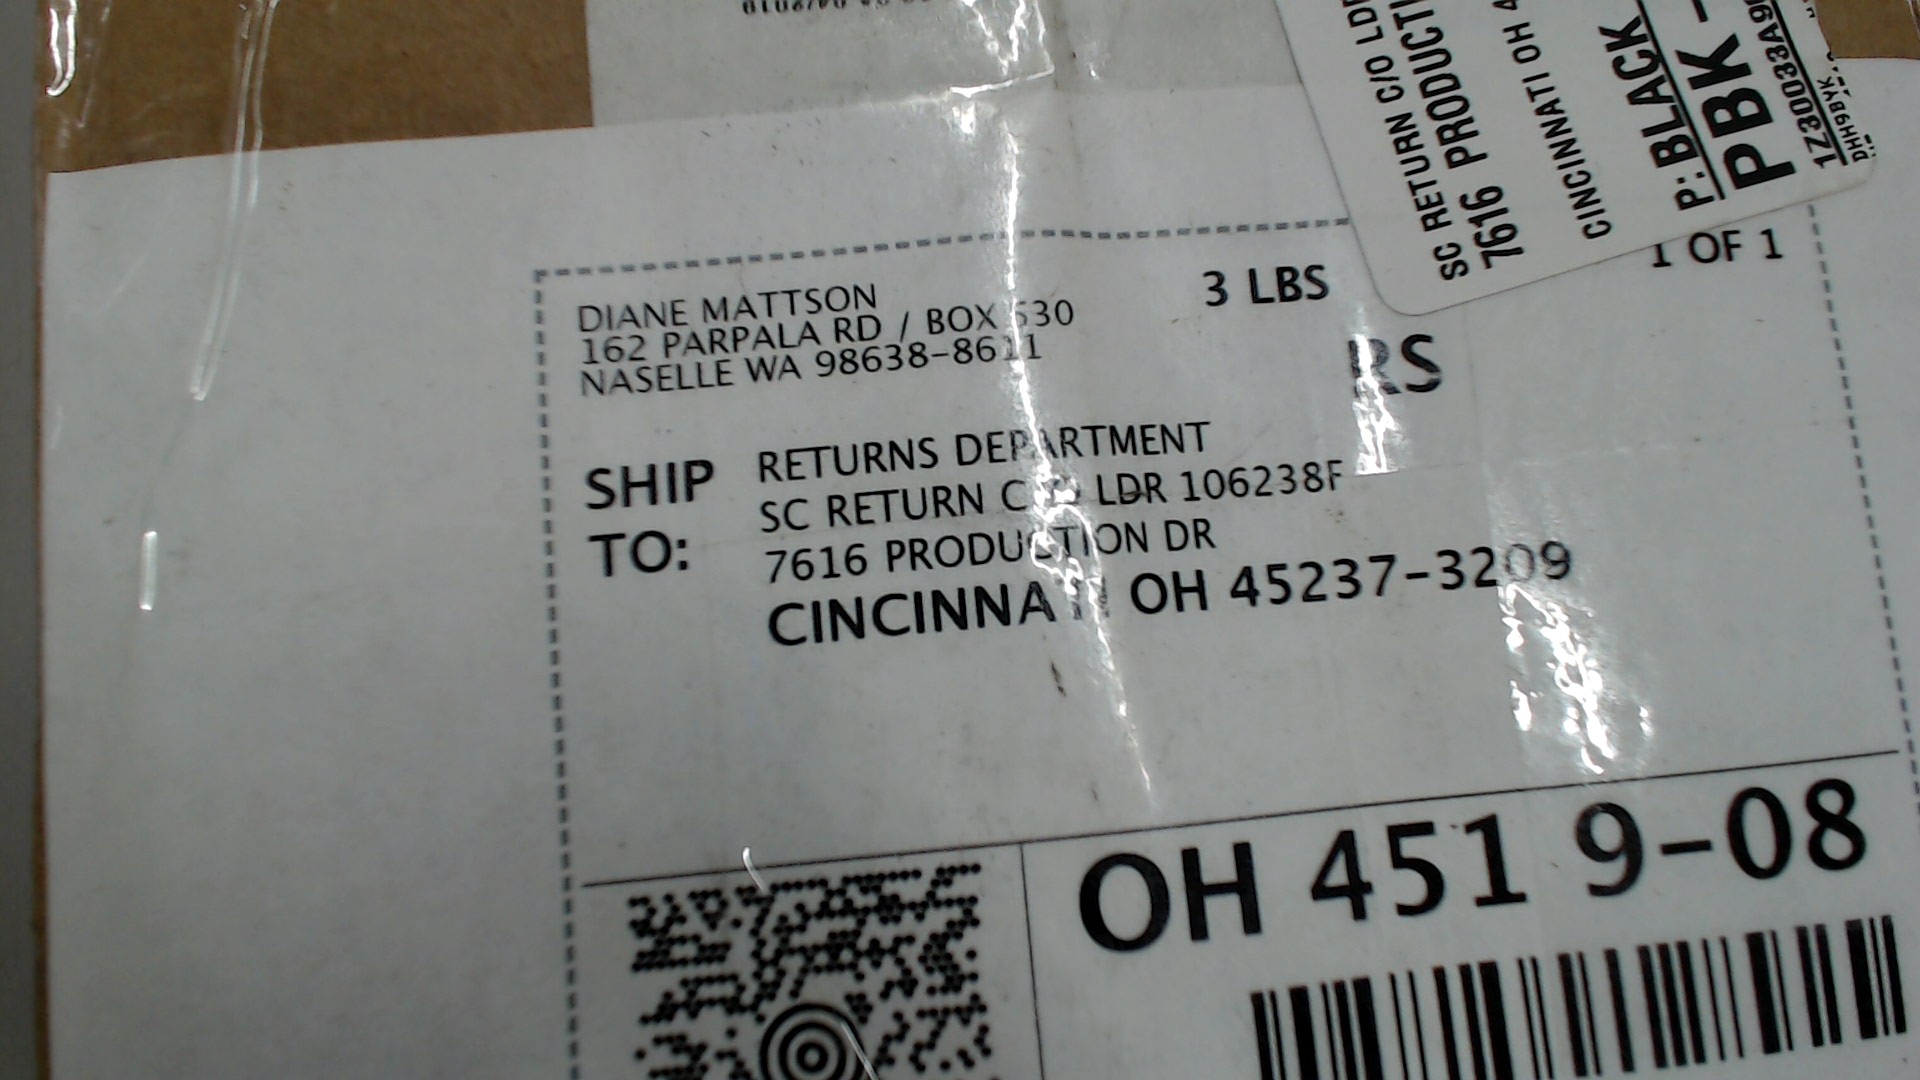 DIANE MATTSON
162 PARPALA RD / BOX 530
NASELLE WA 98638-8611
3 LBS
1 OF 1
RS
SHIP TO:
RETURNS DEPARTMENT
SC RETURN C/O LDR 106238F
7616 PRODUCTION DR
CINCINNATI OH 45237-3209
OH 451 9-08
SC RETURN C/O LDR
7616 PRODUCTI
CINCINNATI OH 4
P: BLACK
PBK -